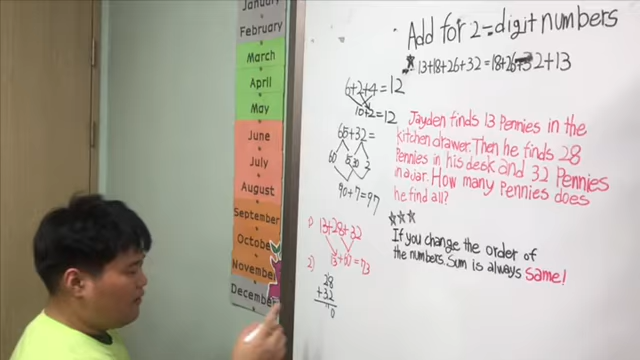 January
February
March
April
May
June
July
August
September
October
November
December
Add for 2-digit numbers
13+18+26+32=18+26+32+13
6+2+4=12
10+2=12
65+32=
60 5 30 2
90+7=97
1) 13+28+32
13+60=73
2) 28
+32
Jayden finds 13 Pennies in the
kitchen drawer. Then he finds 28
Pennies in his desk and 32 Pennies
in a jar. How many Pennies does
he find all?
If you change the order of
the numbers. Sum is always same!